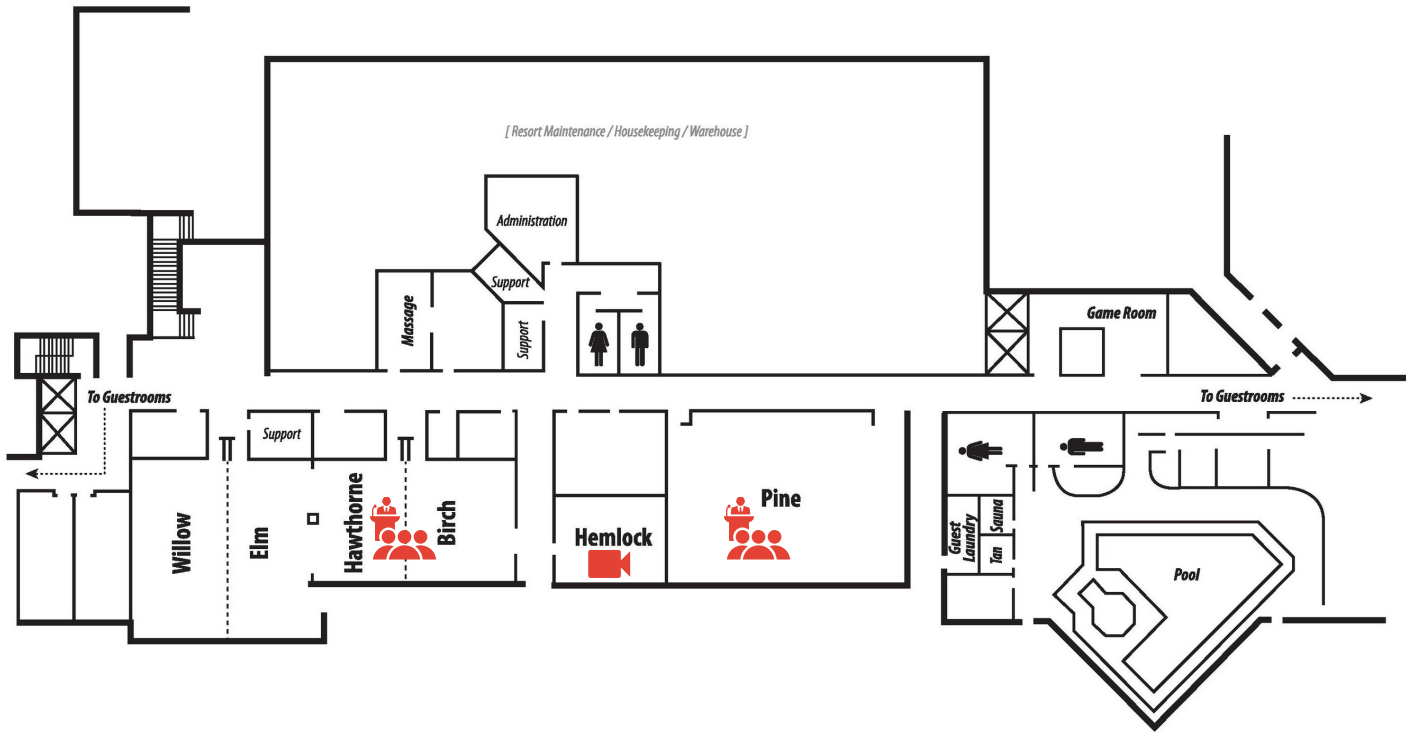 [ Resort Maintenance / Housekeeping / Warehouse ]
Administration
Support
Massage
Support
Game Room
To Guestrooms
To Guestrooms
Support
Willow
Elm
Hawthorne
Birch
Hemlock
Pine
Guest
Laundry
Sauna
Tan
Pool